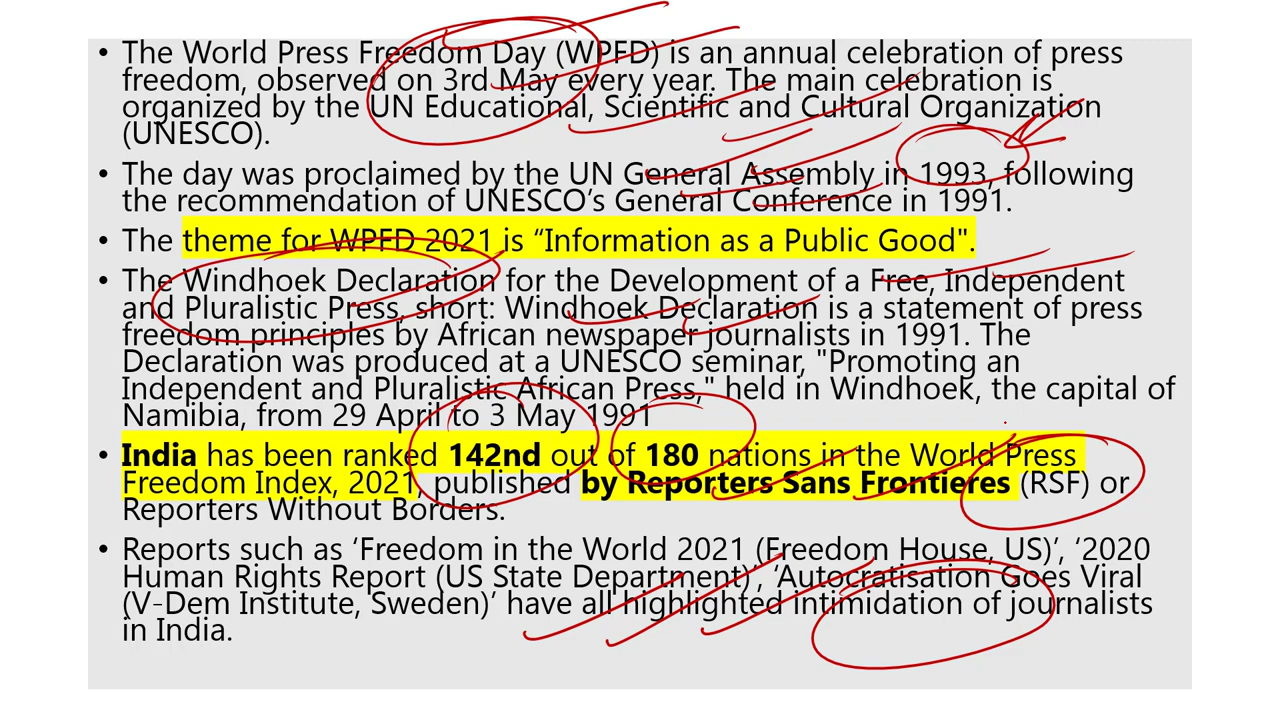 • The World Press Freedom Day (WPFD) is an annual celebration of press
freedom, observed on 3rd May every year. The main celebration is
organized by the UN Educational, Scientific and Cultural Organization
(UNESCO).
• The day was proclaimed by the UN General Assembly in 1993, following
the recommendation of UNESCO’s General Conference in 1991.
• The theme for WPFD 2021 is “Information as a Public Good".
• The Windhoek Declaration for the Development of a Free, Independent
and Pluralistic Press, short: Windhoek Declaration is a statement of press
freedom principles by African newspaper journalists in 1991. The
Declaration was produced at a UNESCO seminar, "Promoting an
Independent and Pluralistic African Press," held in Windhoek, the capital of
Namibia, from 29 April to 3 May 1991
• India has been ranked 142nd out of 180 nations in the World Press
Freedom Index, 2021, published by Reporters Sans Frontieres (RSF) or
Reporters Without Borders.
• Reports such as ‘Freedom in the World 2021 (Freedom House, US)’, ‘2020
Human Rights Report (US State Department)’, ‘Autocratisation Goes Viral
(V-Dem Institute, Sweden)’ have all highlighted intimidation of journalists
in India.